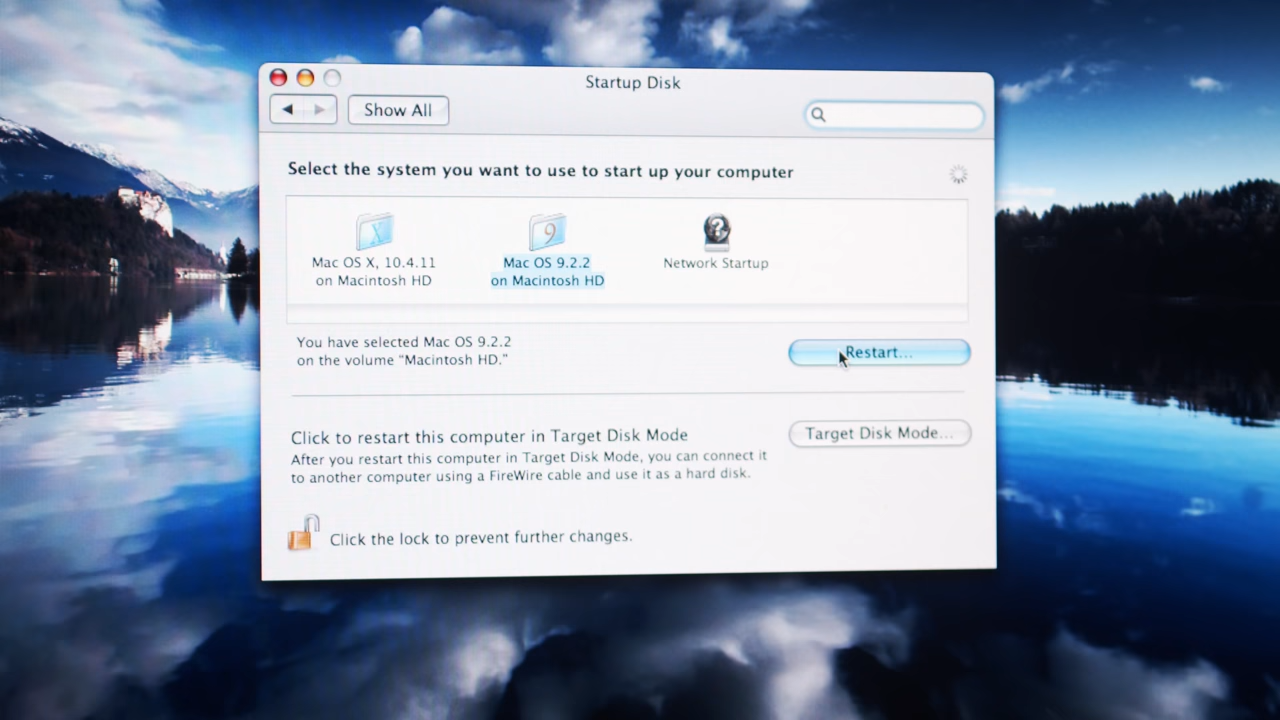 Startup Disk
Show All
Select the system you want to use to start up your computer
X
9
?
Mac OS X, 10.4.11
on Macintosh HD
Mac OS 9.2.2
on Macintosh HD
Network Startup
You have selected Mac OS 9.2.2
on the volume “Macintosh HD.”
Restart...
Click to restart this computer in Target Disk Mode
After you restart this computer in Target Disk Mode, you can connect it
to another computer using a FireWire cable and use it as a hard disk.
Target Disk Mode...
Click the lock to prevent further changes.